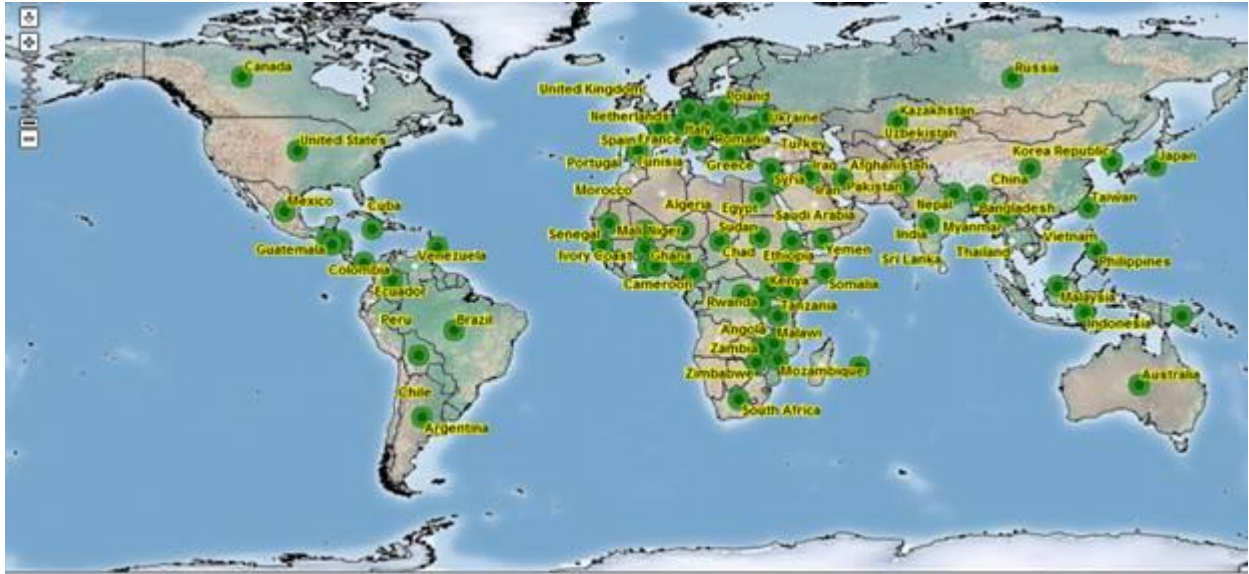 Canada
Russia
United Kingdom
Poland
Netherlands
Ukraine
Kazakhstan
Italy
Spain
France
Romania
Uzbekistan
United States
Turkey
Korea Republic
Japan
Portugal
Tunisia
Greece
Iraq
Afghanistan
Syria
China
Morocco
Iran
Pakistan
Mexico
Cuba
Algeria
Egypt
Nepal
Taiwan
Saudi Arabia
Bangladesh
Senegal
Mali
Niger
Sudan
India
Myanmar
Vietnam
Guatemala
Venezuela
Ivory Coast
Ghana
Chad
Ethiopia
Yemen
Thailand
Sri Lanka
Philippines
Colombia
Ecuador
Cameroon
Kenya
Somalia
Rwanda
Tanzania
Malaysia
Peru
Brazil
Angola
Malawi
Indonesia
Zambia
Zimbabwe
Mozambique
Australia
Chile
South Africa
Argentina